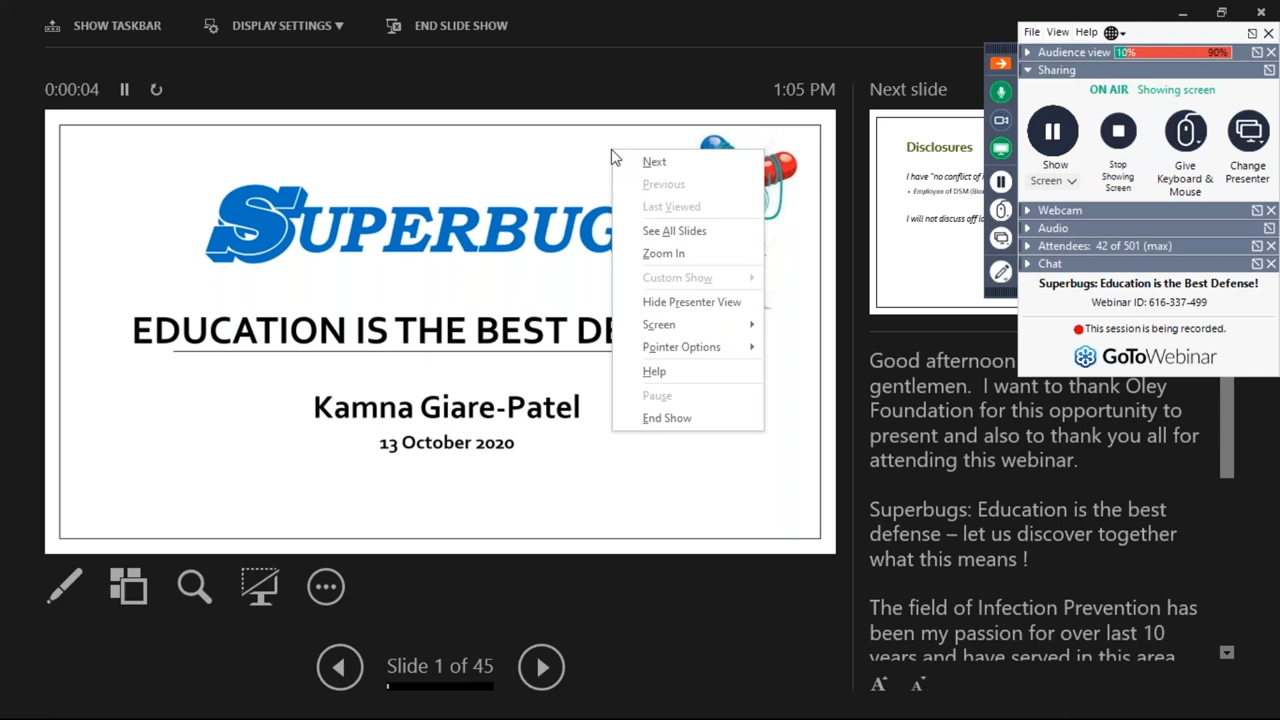 SHOW TASKBAR
DISPLAY SETTINGS
END SLIDE SHOW
0:00:04
1:05 PM
SUPERBUG
EDUCATION IS THE BEST DE
Kamna Giare-Patel
13 October 2020
Next
Previous
Last Viewed
See All Slides
Zoom In
Custom Show
Hide Presenter View
Screen
Pointer Options
Help
Pause
End Show
Slide 1 of 45
Next slide
Disclosures
I have "no conflict of
Employee of DSM
I will not discuss off
Good afternoon
gentlemen. I want to thank Oley
Foundation for this opportunity to
present and also to thank you all for
attending this webinar.
Superbugs: Education is the best
defense – let us discover together
what this means !
The field of Infection Prevention has
been my passion for over last 10
years and have served in this area
A A
File View Help
Audience view 10% 90%
Sharing
ON AIR Showing screen
Show
Screen
Stop
Showing
Screen
Give
Keyboard &
Mouse
Change
Presenter
Webcam
Audio
Attendees: 42 of 501 (max)
Chat
Superbugs: Education is the Best Defense!
Webinar ID: 616-337-499
This session is being recorded.
GoToWebinar